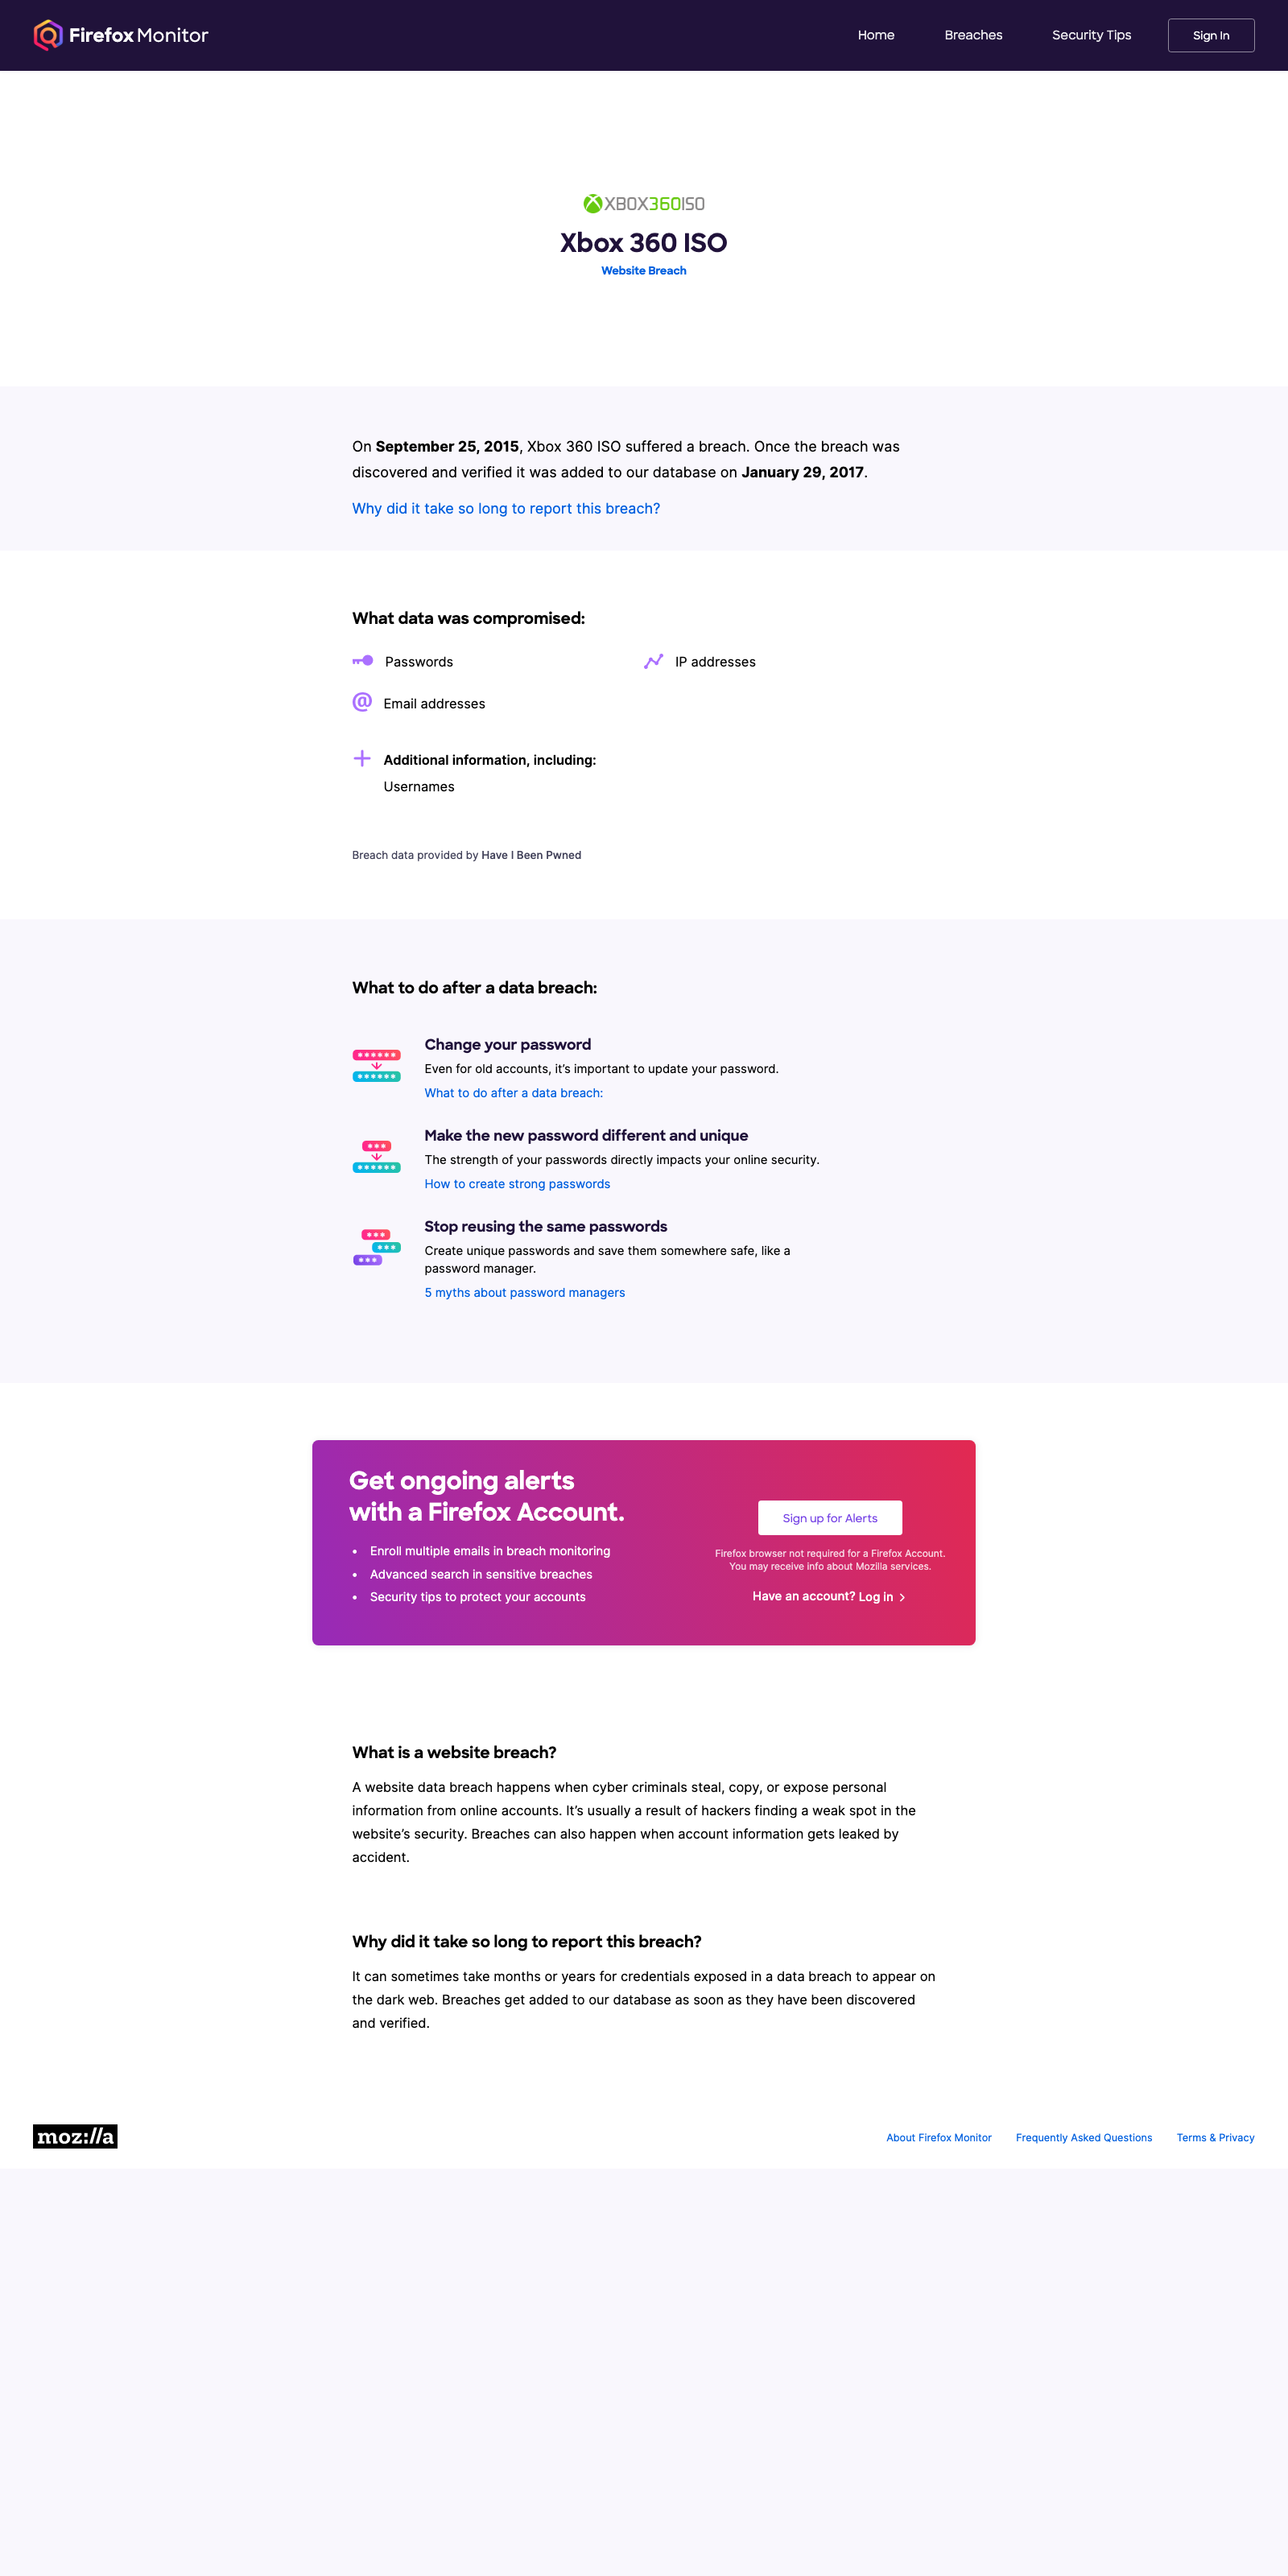 Firefox Monitor
Home Breaches Security Tips Sign In
XBOX360ISO
Xbox 360 ISO
Website Breach
On September 25, 2015, Xbox 360 ISO suffered a breach. Once the breach was
discovered and verified it was added to our database on January 29, 2017.
Why did it take so long to report this breach?
What data was compromised:
Passwords
IP addresses
Email addresses
Additional information, including:
Usernames
Breach data provided by Have I Been Pwned
What to do after a data breach:
Change your password
Even for old accounts, it’s important to update your password.
What to do after a data breach:
Make the new password different and unique
The strength of your passwords directly impacts your online security.
How to create strong passwords
Stop reusing the same passwords
Create unique passwords and save them somewhere safe, like a
password manager.
5 myths about password managers
Get ongoing alerts
with a Firefox Account.
• Enroll multiple emails in breach monitoring
• Advanced search in sensitive breaches
• Security tips to protect your accounts
Sign up for Alerts
Firefox browser not required for a Firefox Account.
You may receive info about Mozilla services.
Have an account? Log in
What is a website breach?
A website data breach happens when cyber criminals steal, copy, or expose personal
information from online accounts. It’s usually a result of hackers finding a weak spot in the
website’s security. Breaches can also happen when account information gets leaked by
accident.
Why did it take so long to report this breach?
It can sometimes take months or years for credentials exposed in a data breach to appear on
the dark web. Breaches get added to our database as soon as they have been discovered
and verified.
moz://a
About Firefox Monitor Frequently Asked Questions Terms & Privacy